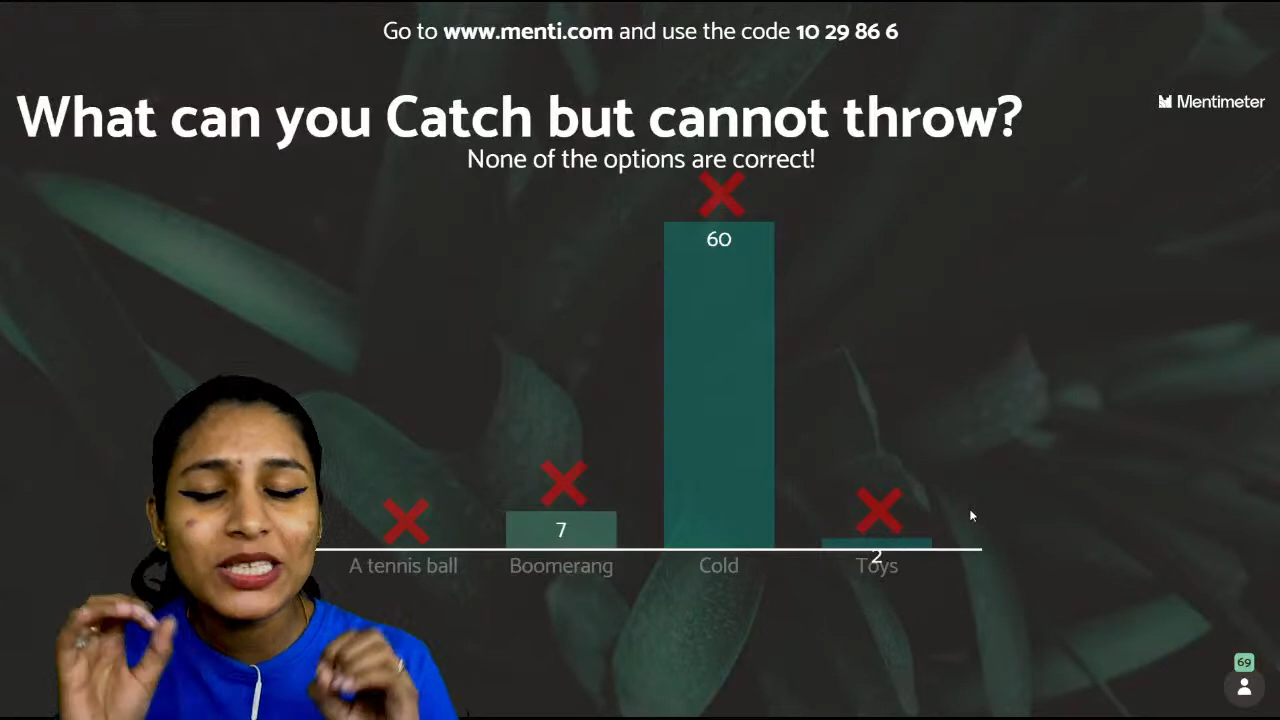 Go to www.menti.com and use the code 10 29 86 6
Mentimeter
What can you Catch but cannot throw?
None of the options are correct!
60
7
2
A tennis ball
Boomerang
Cold
Toys
69